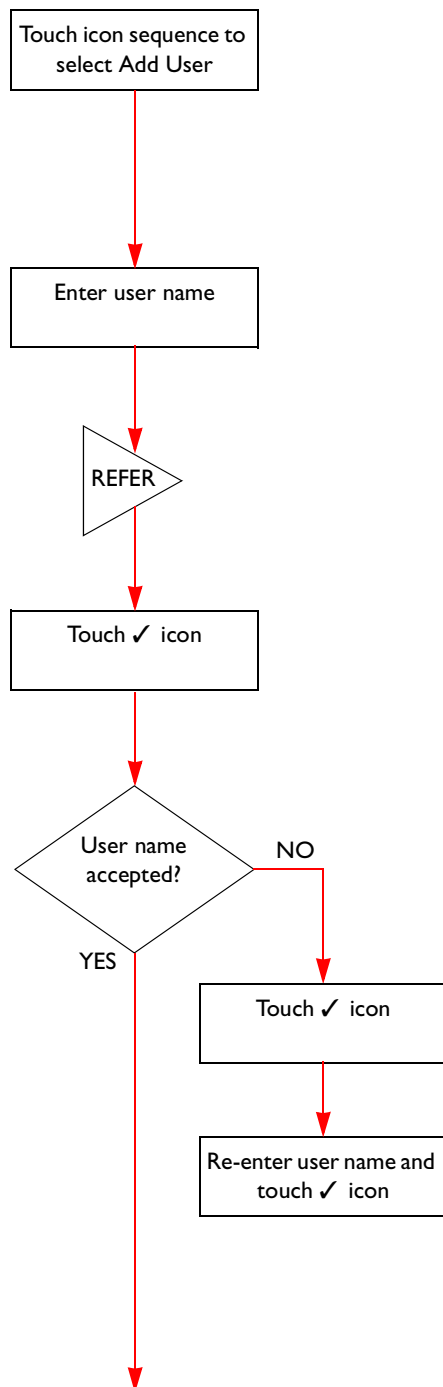 Touch icon sequence to
select Add User
Enter user name
REFER
Touch ✓ icon
User name
accepted?
NO
YES
Touch ✓ icon
Re-enter user name and
touch ✓ icon